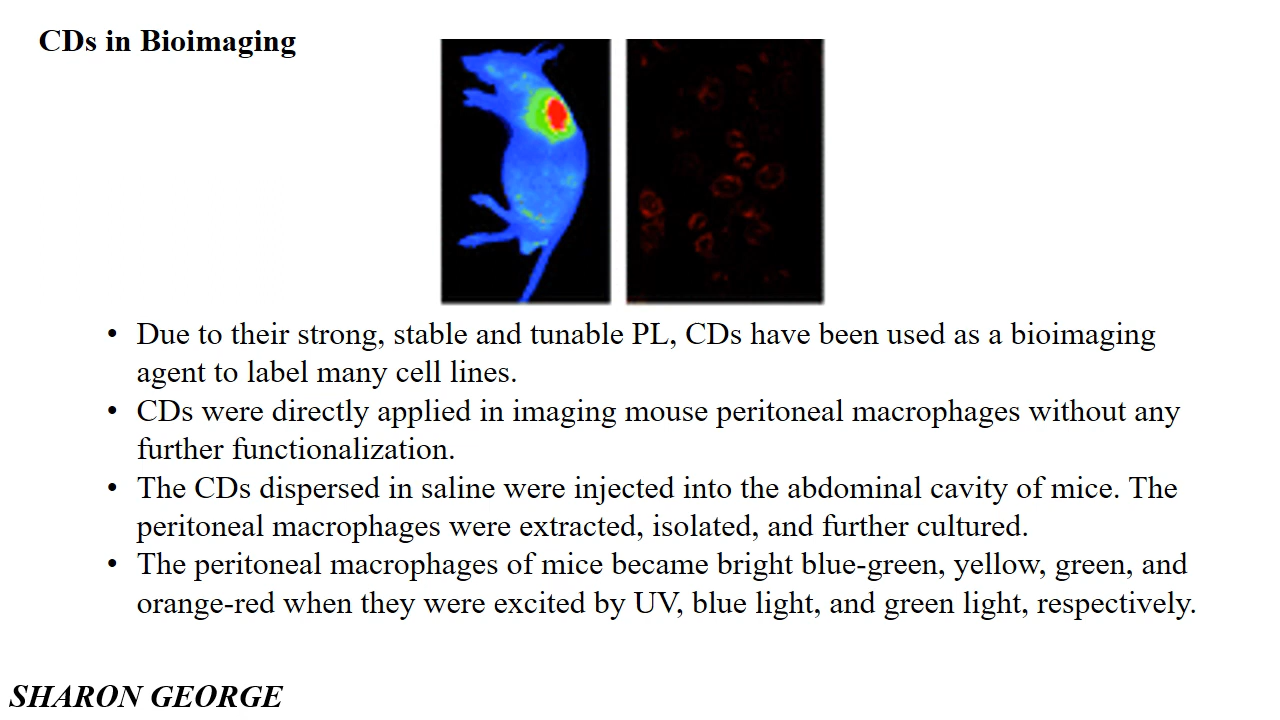 CDs in Bioimaging
• Due to their strong, stable and tunable PL, CDs have been used as a bioimaging
agent to label many cell lines.
• CDs were directly applied in imaging mouse peritoneal macrophages without any
further functionalization.
• The CDs dispersed in saline were injected into the abdominal cavity of mice. The
peritoneal macrophages were extracted, isolated, and further cultured.
• The peritoneal macrophages of mice became bright blue-green, yellow, green, and
orange-red when they were excited by UV, blue light, and green light, respectively.
SHARON GEORGE